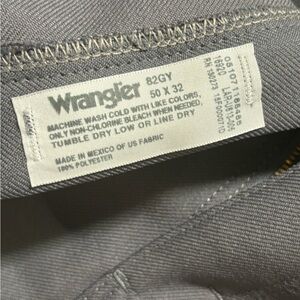 Wrangler 82GY
50 X 32
MACHINE WASH COLD WITH LIKE COLORS,
ONLY NON-CHLORINE BLEACH WHEN NEEDED,
TUMBLE DRY LOW OR LINE DRY
MADE IN MEXICO OF US FABRIC
100% POLYESTER